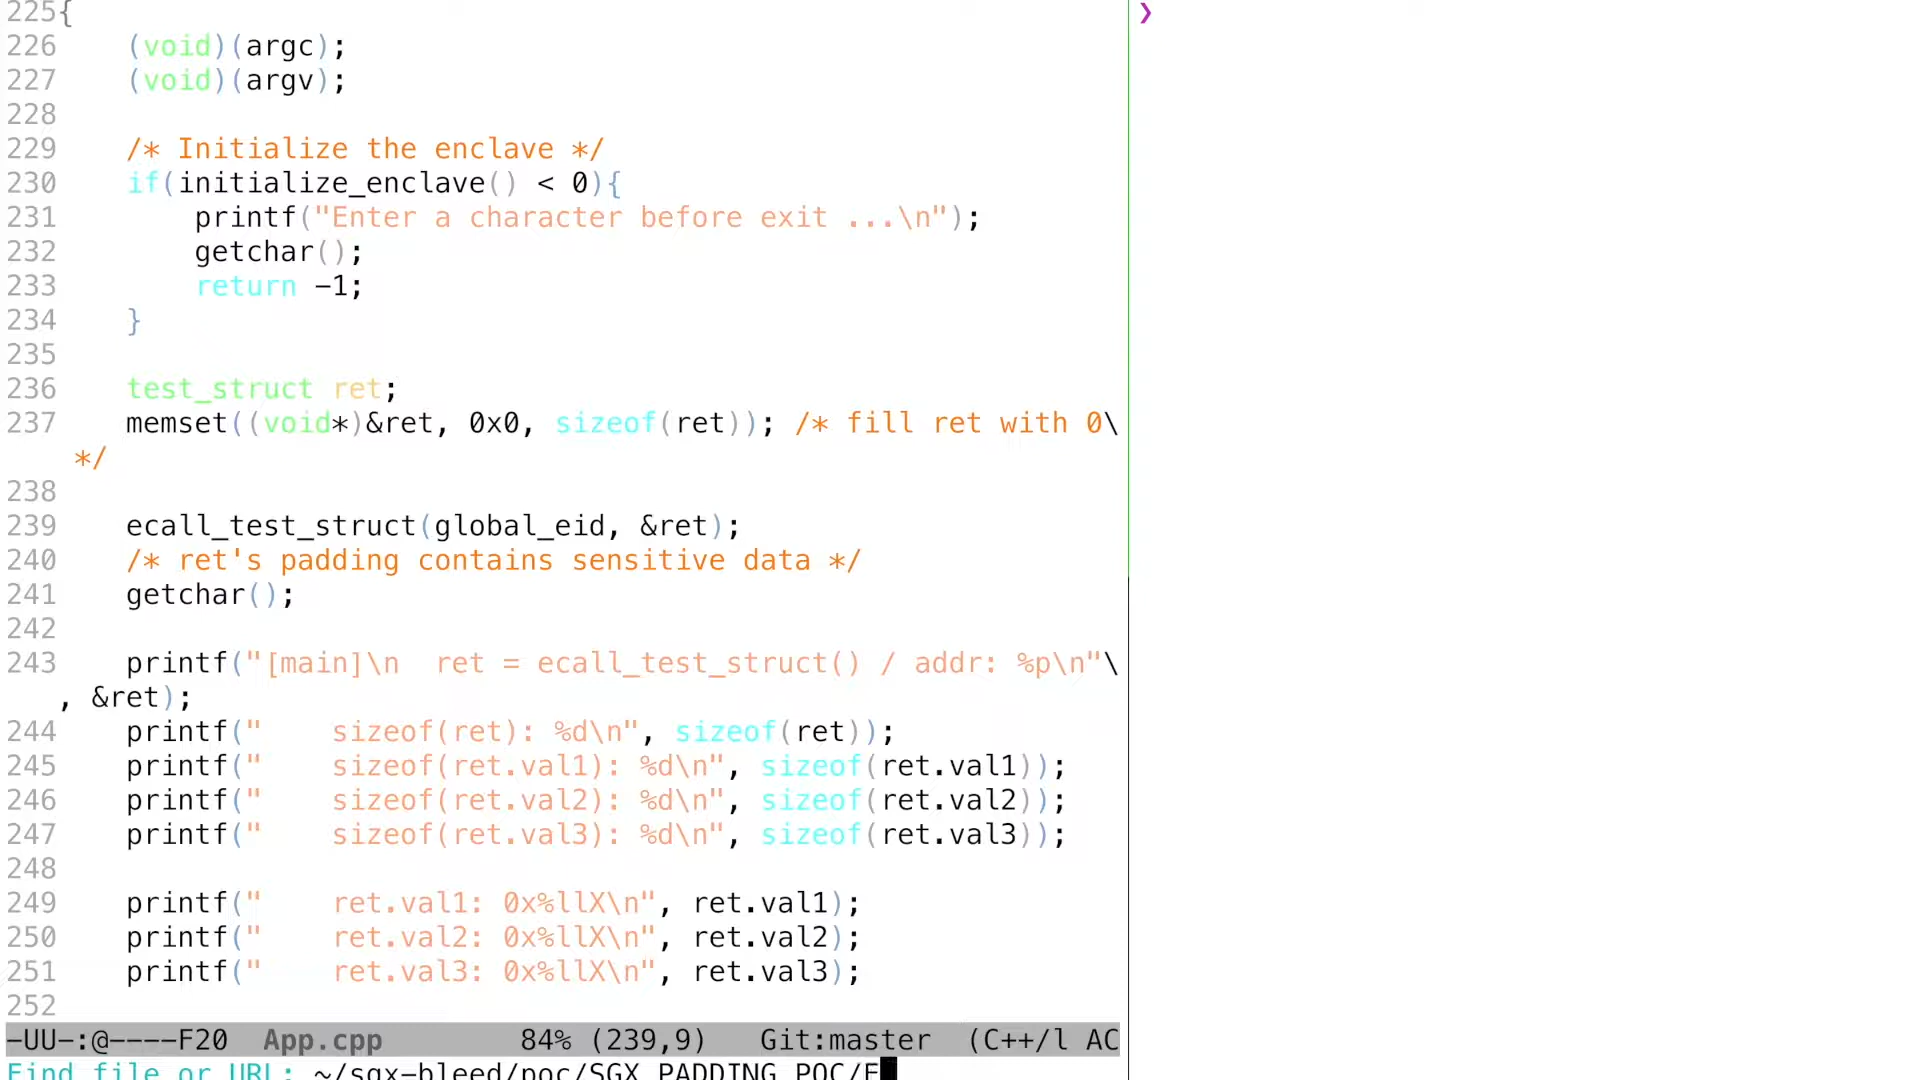 225{
226    (void)(argc);
227    (void)(argv);
228
229    /* Initialize the enclave */
230    if(initialize_enclave() < 0){
231        printf("Enter a character before exit ...\n");
232        getchar();
233        return -1;
234    }
235
236    test_struct ret;
237    memset((void*)&ret, 0x0, sizeof(ret)); /* fill ret with 0\
*/
238
239    ecall_test_struct(global_eid, &ret);
240    /* ret's padding contains sensitive data */
241    getchar();
242
243    printf("[main]\n  ret = ecall_test_struct() / addr: %p\n"\
, &ret);
244    printf("    sizeof(ret): %d\n", sizeof(ret));
245    printf("    sizeof(ret.val1): %d\n", sizeof(ret.val1));
246    printf("    sizeof(ret.val2): %d\n", sizeof(ret.val2));
247    printf("    sizeof(ret.val3): %d\n", sizeof(ret.val3));
248
249    printf("    ret.val1: 0x%llX\n", ret.val1);
250    printf("    ret.val2: 0x%llX\n", ret.val2);
251    printf("    ret.val3: 0x%llX\n", ret.val3);
252
-UU-:@----F20  App.cpp        84% (239,9)   Git:master  (C++/l AC
Find file or URL: ~/sgx-bleed/poc/SGX_PADDING_POC/E
❯